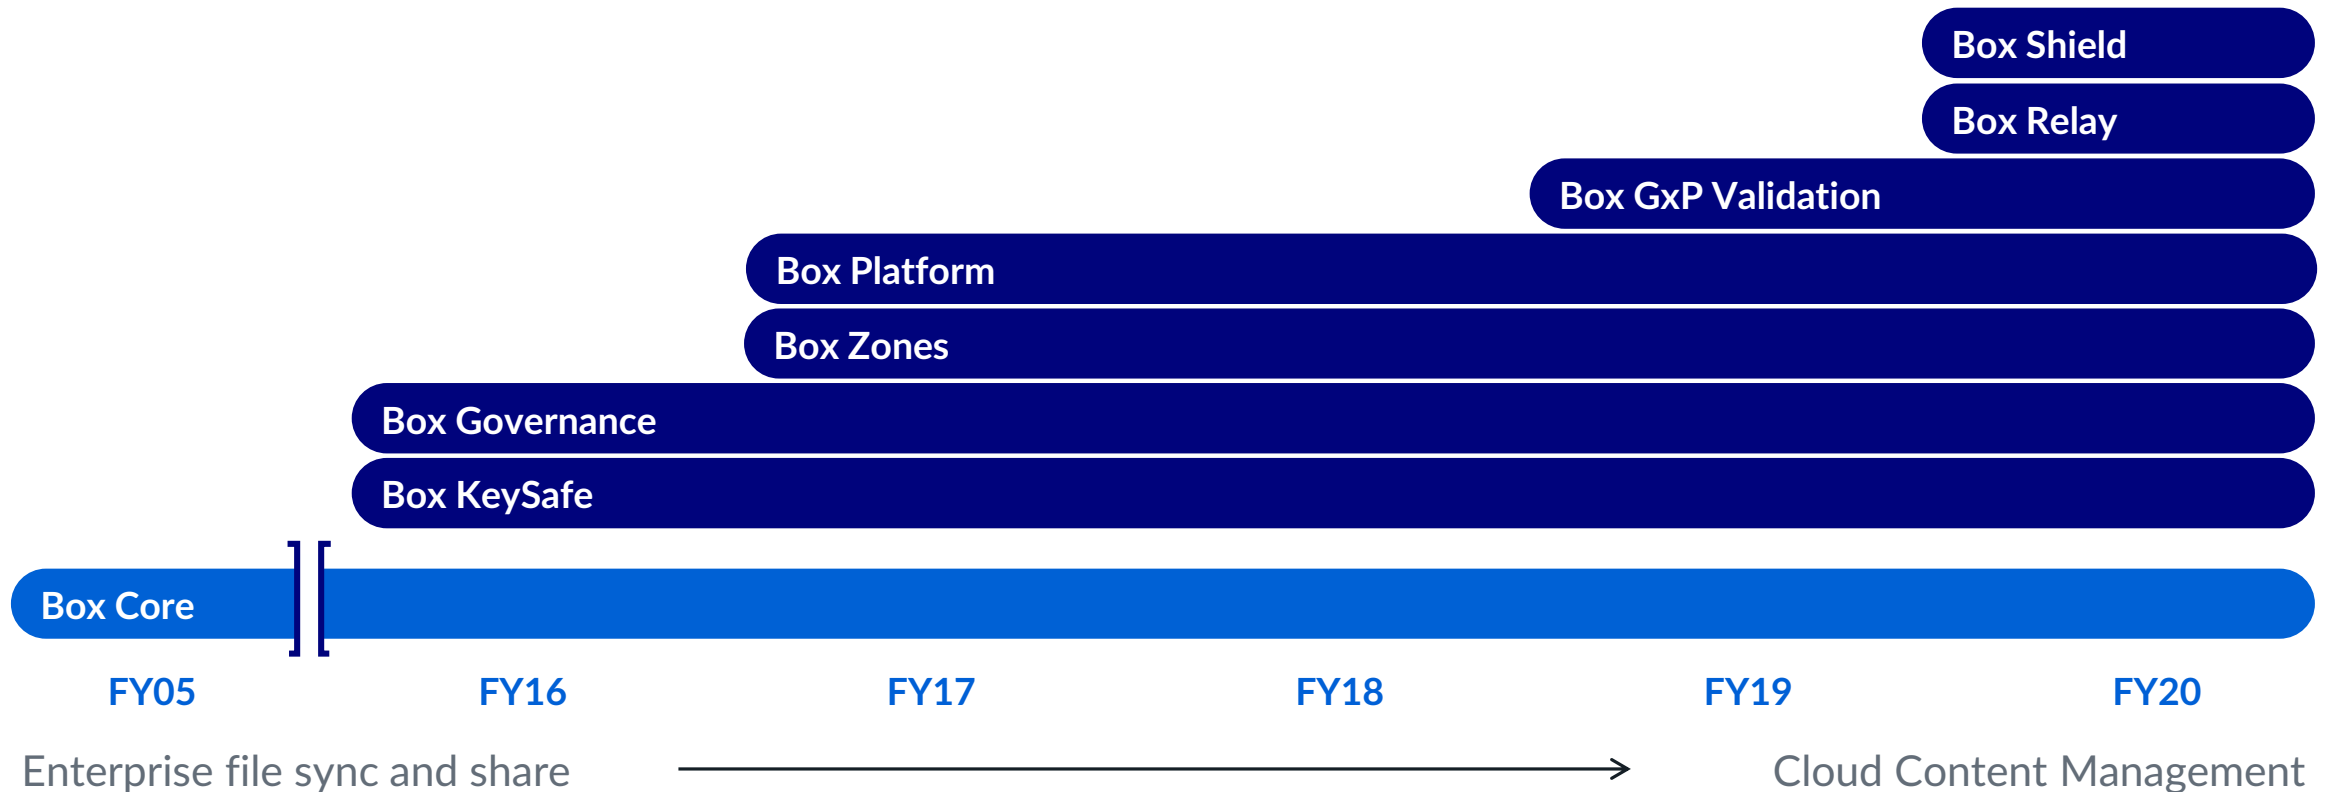 Box Shield
Box Relay
Box GxP Validation
Box Platform
Box Zones
Box Governance
Box KeySafe
Box Core
FY05 FY16 FY17 FY18 FY19 FY20
Enterprise file sync and share Cloud Content Management